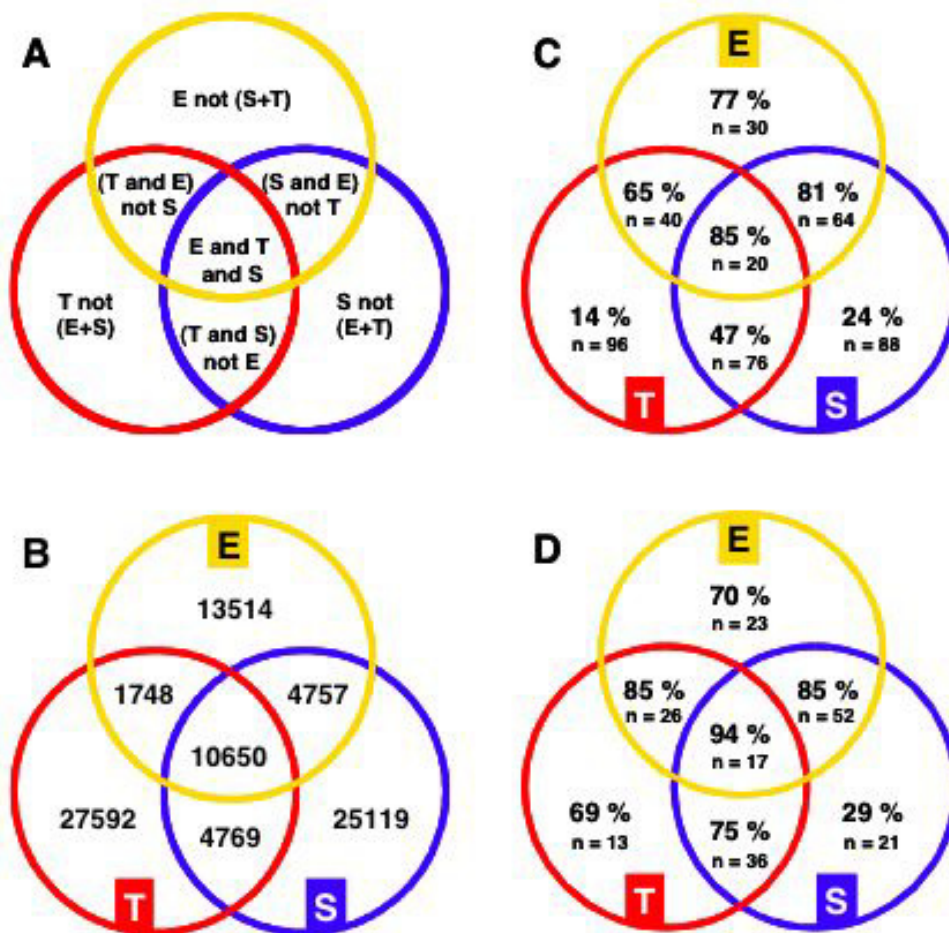 A
E not (S+T)
(T and E)
not S
(S and E)
not T
E and T
and S
T not
(E+S)
S not
(E+T)
(T and S)
not E
C
E
77 %
n = 30
65 %
n = 40
81 %
n = 64
85 %
n = 20
14 %
n = 96
24 %
n = 88
47 %
n = 76
T
S
B
E
13514
1748
4757
10650
27592
25119
4769
T
S
D
E
70 %
n = 23
85 %
n = 26
85 %
n = 52
94 %
n = 17
69 %
n = 13
29 %
n = 21
75 %
n = 36
T
S